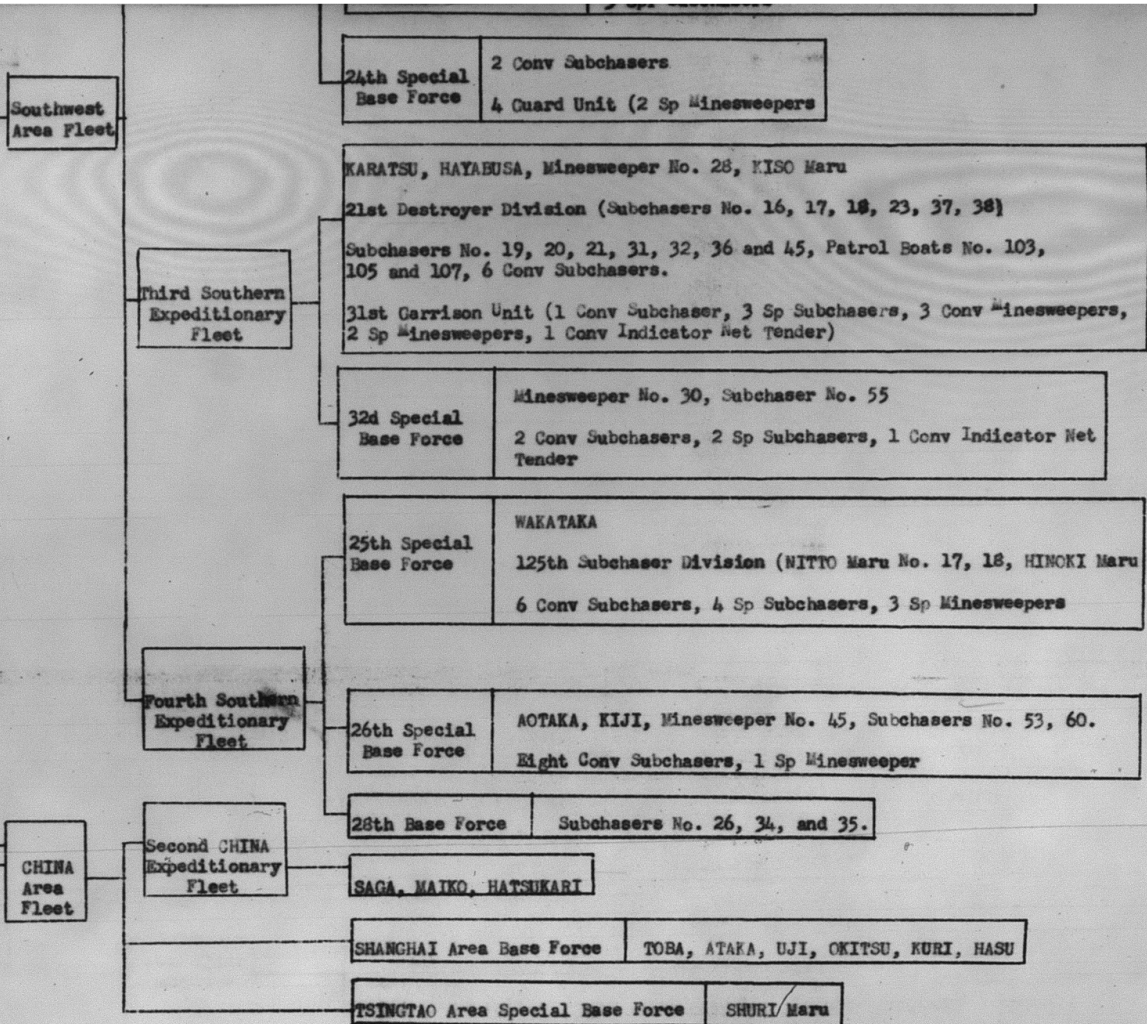 24th Special
Base Force
2 Conv Subchasers
4 Guard Unit (2 Sp Minesweepers
Southwest
Area Fleet
KARATSU, HAYABUSA, Minesweeper No. 28, KISO Maru
21st Destroyer Division (Subchasers No. 16, 17, 18, 23, 37, 38)
Subchasers No. 19, 20, 21, 31, 32, 36 and 45, Patrol Boats No. 103,
105 and 107, 6 Conv Subchasers.
31st Garrison Unit (1 Conv Subchaser, 3 Sp Subchasers, 3 Conv Minesweepers,
2 Sp Minesweepers, 1 Conv Indicator Net Tender)
Third Southern
Expeditionary
Fleet
32d Special
Base Force
Minesweeper No. 30, Subchaser No. 55
2 Conv Subchasers, 2 Sp Subchasers, 1 Conv Indicator Net
Tender
25th Special
Base Force
WAKATAKA
125th Subchaser Division (NITTO Maru No. 17, 18, HINOKI Maru
6 Conv Subchasers, 4 Sp Subchasers, 3 Sp Minesweepers
Fourth Southern
Expeditionary
Fleet
26th Special
Base Force
AOTAKA, KIJI, Minesweeper No. 45, Subchasers No. 53, 60.
Eight Conv Subchasers, 1 Sp Minesweeper
28th Base Force
Subchasers No. 26, 34, and 35.
CHINA
Area
Fleet
Second CHINA
Expeditionary
Fleet
SAGA, MAIKO, HATSUKARI
SHANGHAI Area Base Force
TOBA, ATAKA, UJI, OKITSU, KURI, HASU
TSINGTAO Area Special Base Force
SHURI Maru